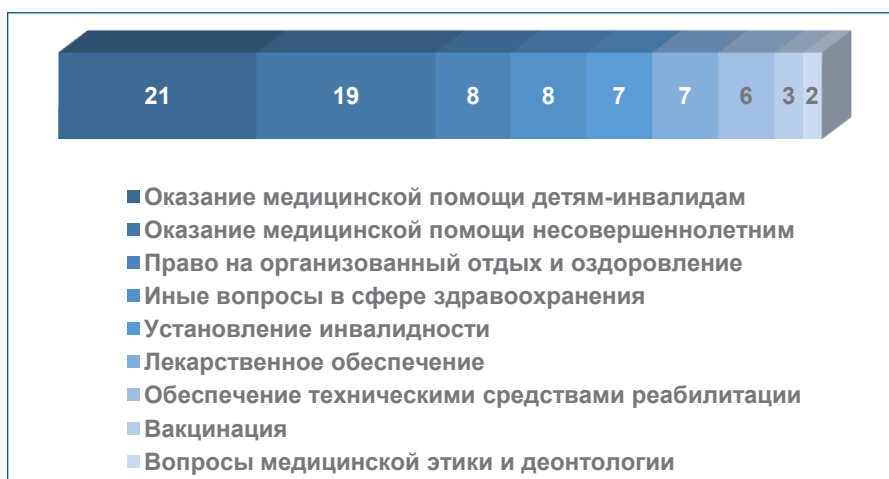 21 19 8 8 7 7 6 3 2
Оказание медицинской помощи детям-инвалидам
Оказание медицинской помощи несовершеннолетним
Право на организованный отдых и оздоровление
Иные вопросы в сфере здравоохранения
Установление инвалидности
Лекарственное обеспечение
Обеспечение техническими средствами реабилитации
Вакцинация
Вопросы медицинской этики и деонтологии